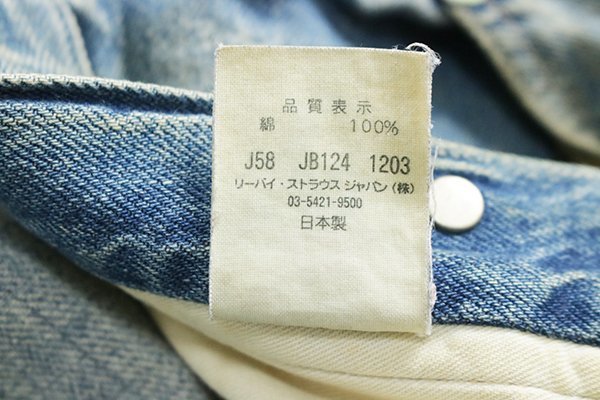 品質表示
綿 100%
J58 JB124 1203
リーバイ・ストラウス ジャパン(株)
03-5421-9500
日本製